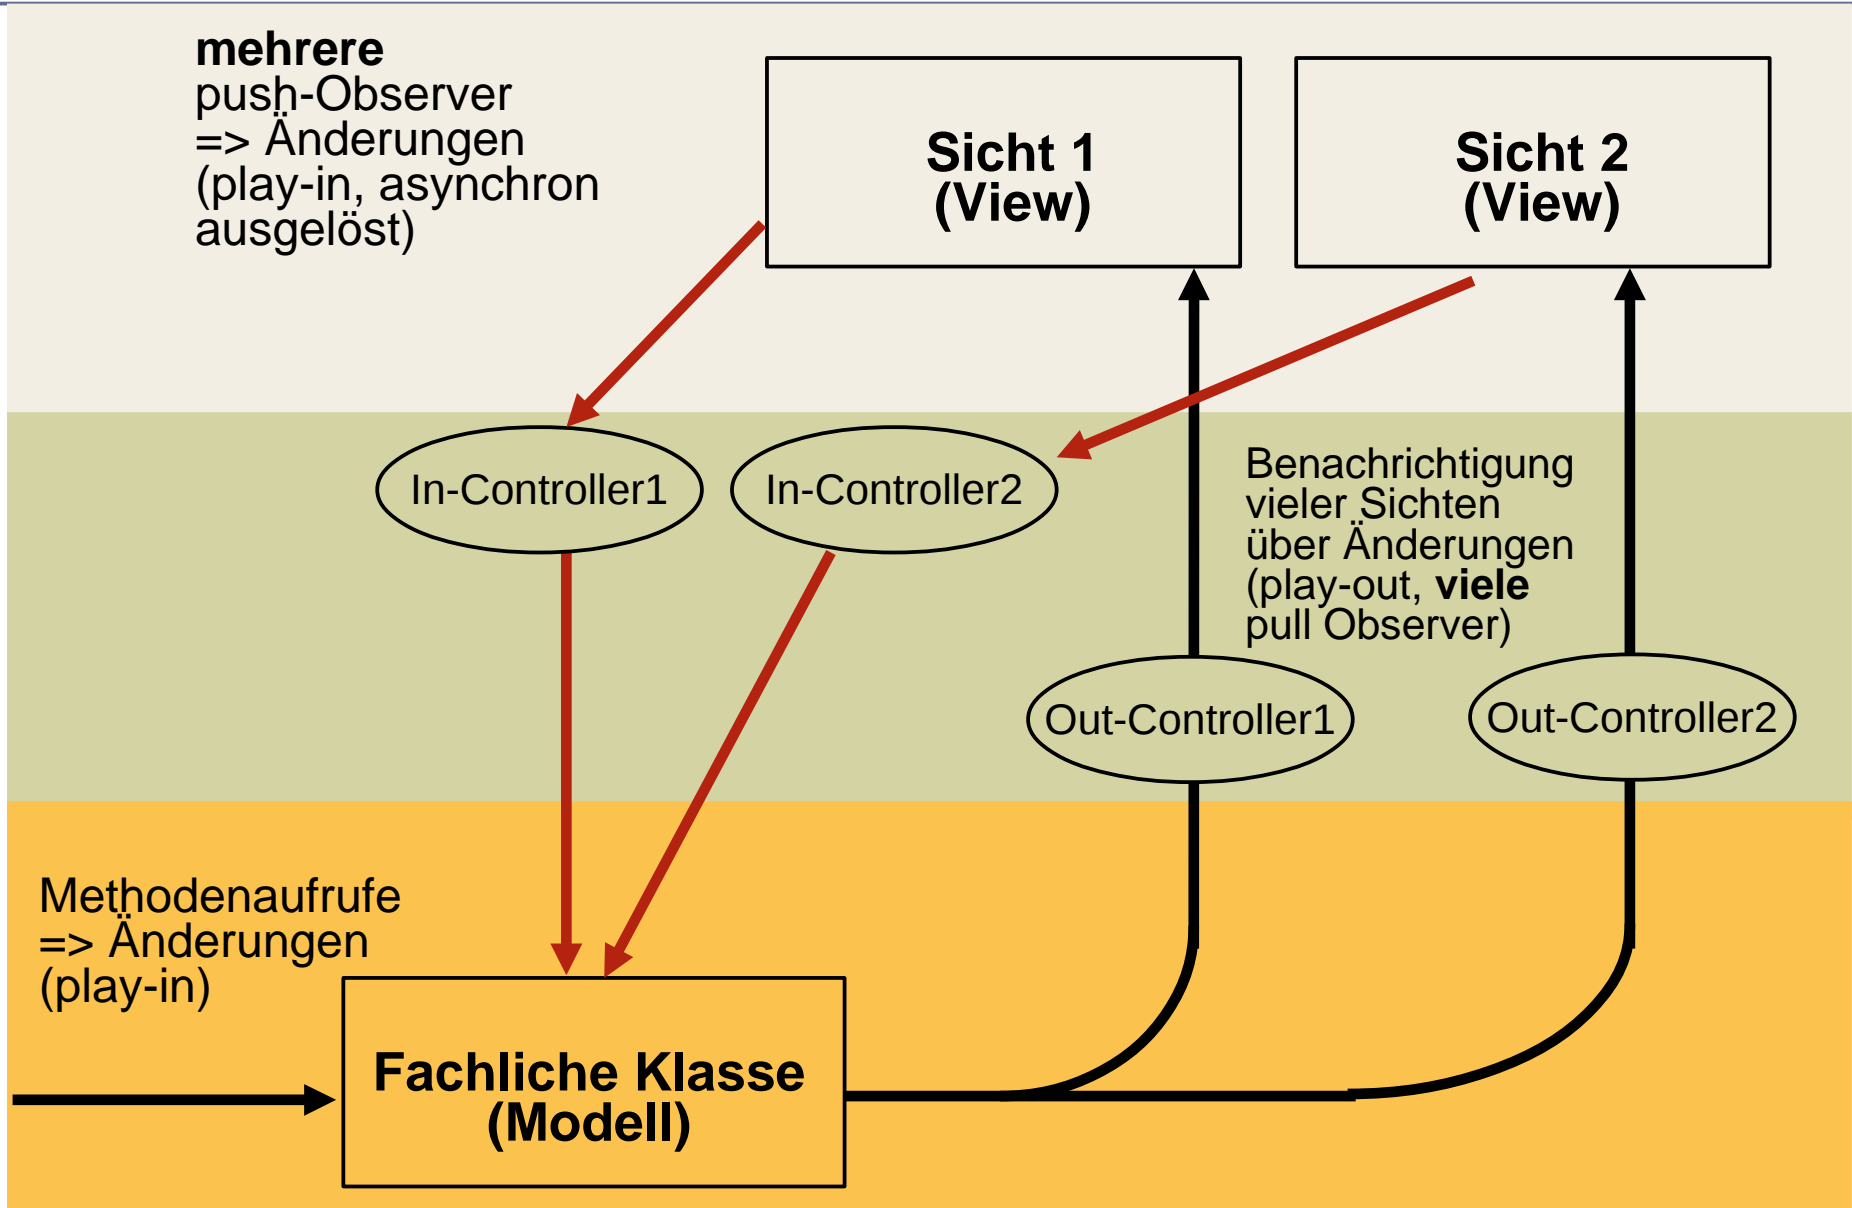 mehrere
push-Observer
=> Änderungen
(play-in, asynchron
ausgelöst)
Sicht 1
(View)
Sicht 2
(View)
In-Controller1
In-Controller2
Benachrichtigung
vieler Sichten
über Änderungen
(play-out, viele
pull Observer)
Out-Controller1
Out-Controller2
Methodenaufrufe
=> Änderungen
(play-in)
Fachliche Klasse
(Modell)